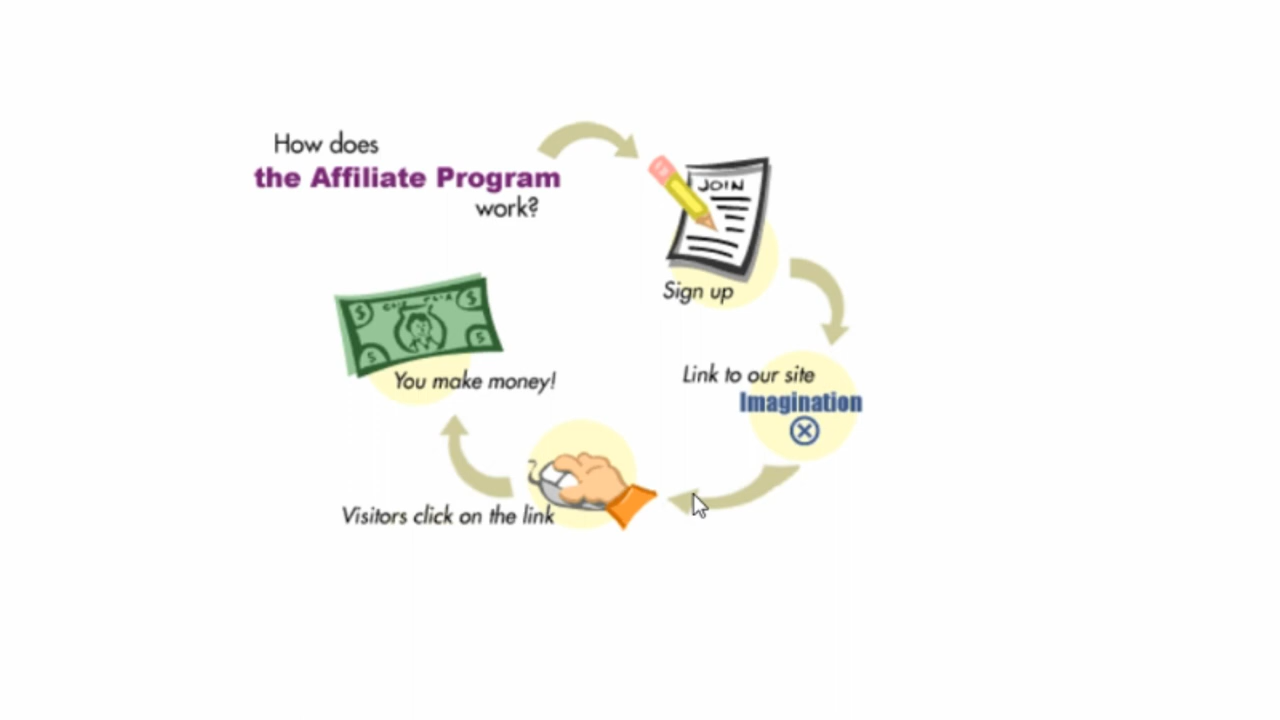 How does
the Affiliate Program
work?
JOIN
Sign up
Link to our site
Imagination
You make money!
Visitors click on the link